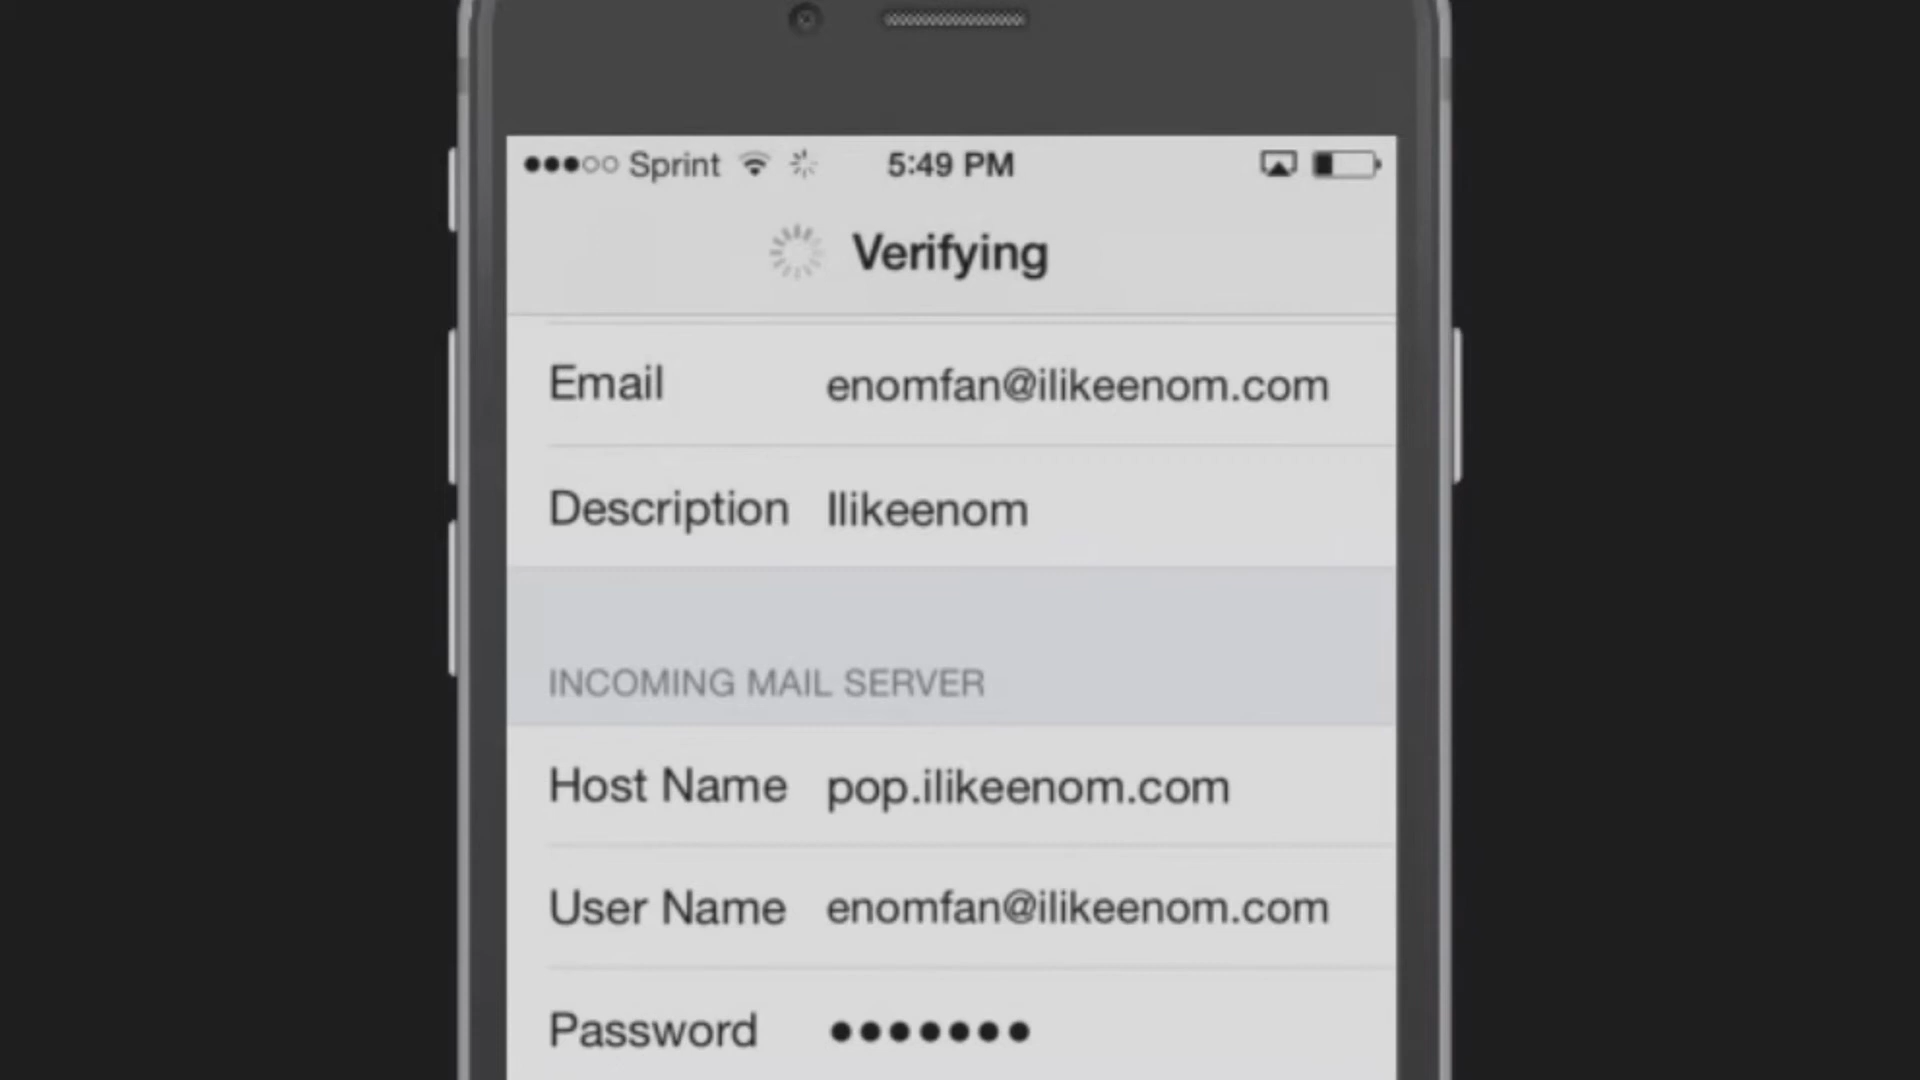 Sprint 5:49 PM
Verifying
Email enomfan@ilikeenom.com
Description Ilikeenom
INCOMING MAIL SERVER
Host Name pop.ilikeenom.com
User Name enomfan@ilikeenom.com
Password •••••••